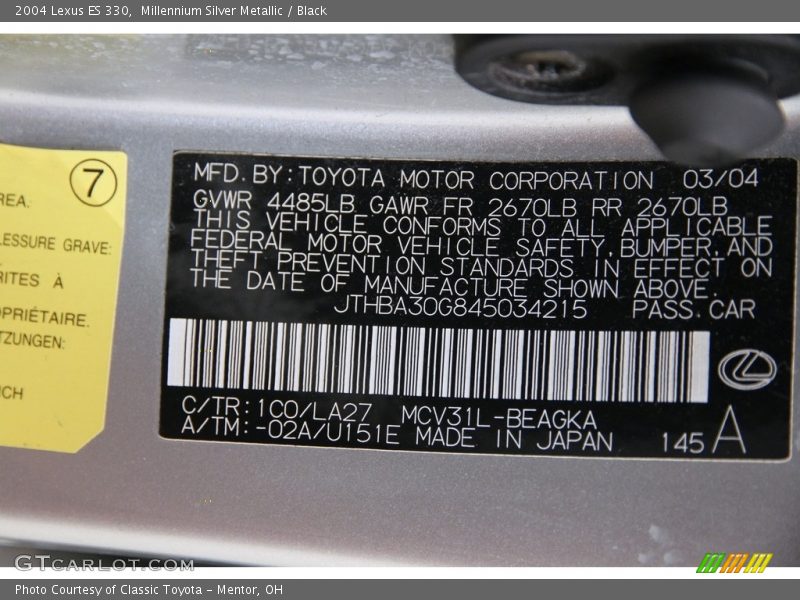 2004 Lexus ES 330,  Millennium Silver Metallic / Black
7
REA:
LESSURE GRAVE:
RITES À
OPRIÉTAIRE.
TZUNGEN:
CH
MFD. BY: TOYOTA MOTOR CORPORATION 03/04
GVWR 4485LB GAWR FR 2670LB RR 2670LB
THIS VEHICLE CONFORMS TO ALL APPLICABLE
FEDERAL MOTOR VEHICLE SAFETY, BUMPER, AND
THEFT PREVENTION STANDARDS IN EFFECT ON
THE DATE OF MANUFACTURE SHOWN ABOVE.
JTHBA30G845034215 PASS. CAR
C/TR: 1C0/LA27 MCV31L-BEAGKA
A/TM: -02A/U151E MADE IN JAPAN 145 A
GTcarlot.com
Photo Courtesy of Classic Toyota - Mentor, OH